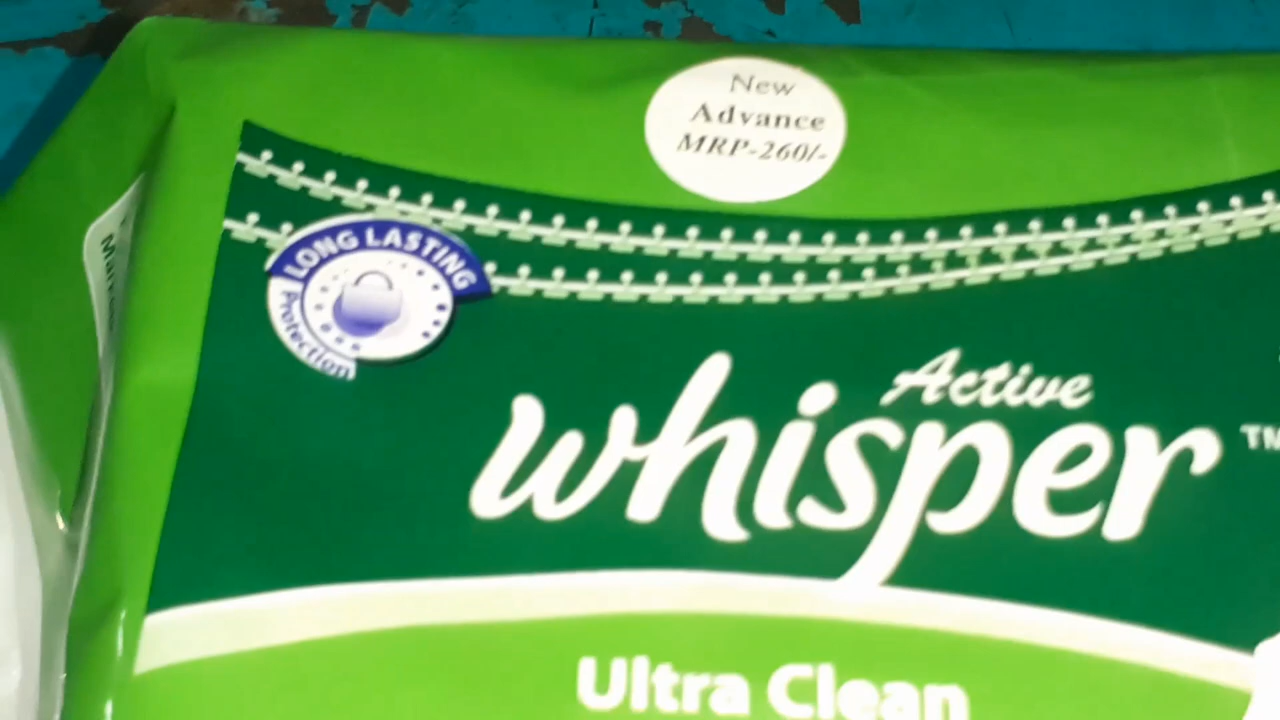 New
Advance
MRP-260/-
LONG LASTING
Protection
Active
whisper™
Ultra Clean